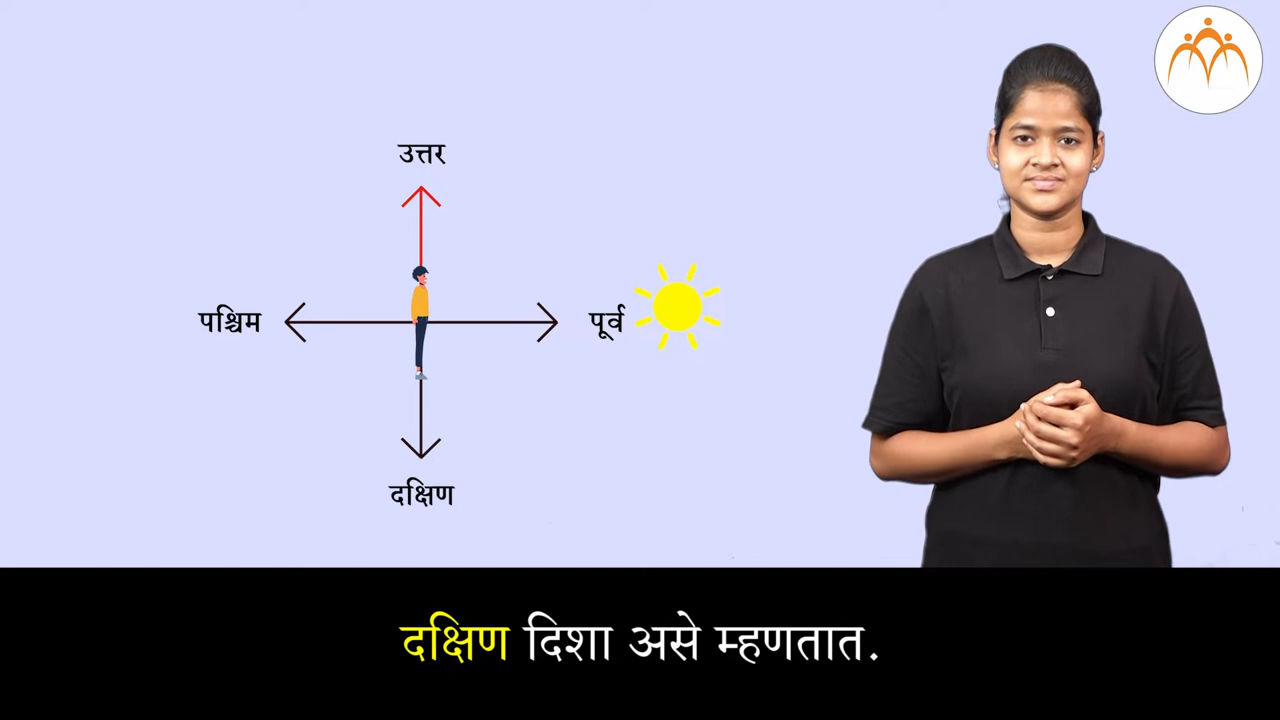 उत्तर
पश्चिम
पूर्व
दक्षिण
दक्षिण दिशा असे म्हणतात.